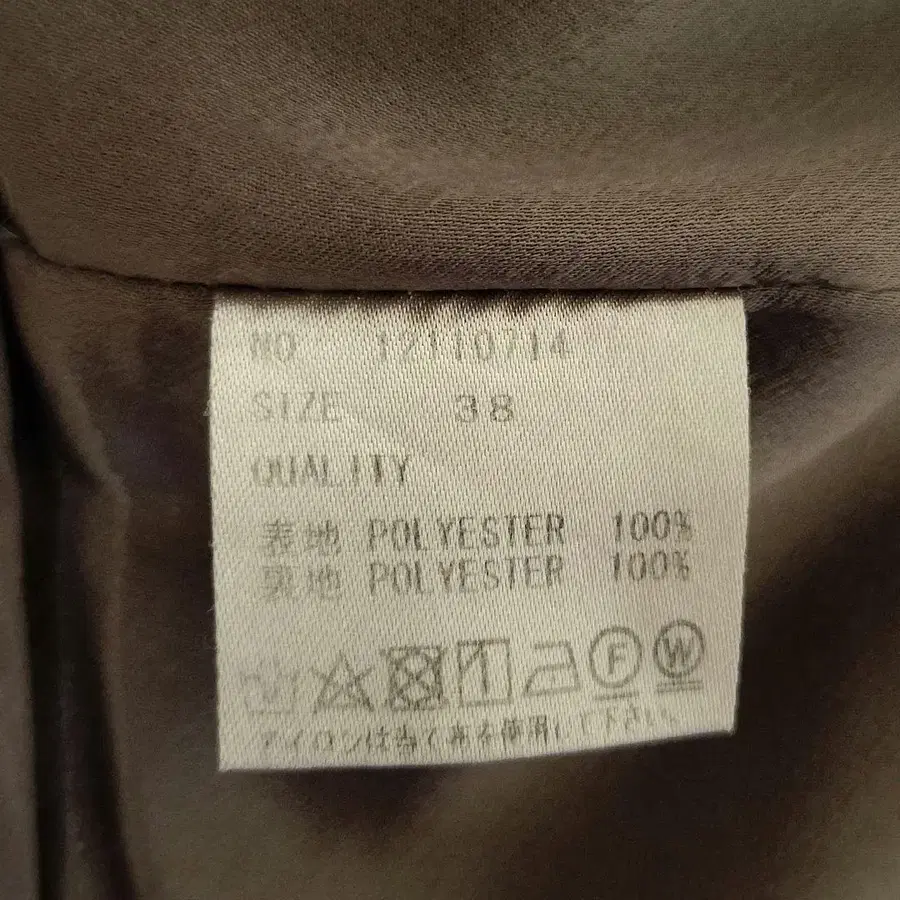 NO 12110714
SIZE 38
QUALITY
表地 POLYESTER 100%
裏地 POLYESTER 100%
F W
アイロンは当て布を使用して下さい